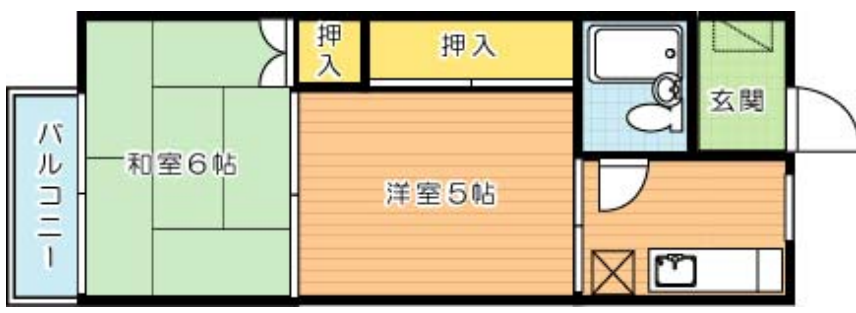 バルコニー
和室6帖
押入
押入
洋室5帖
玄関